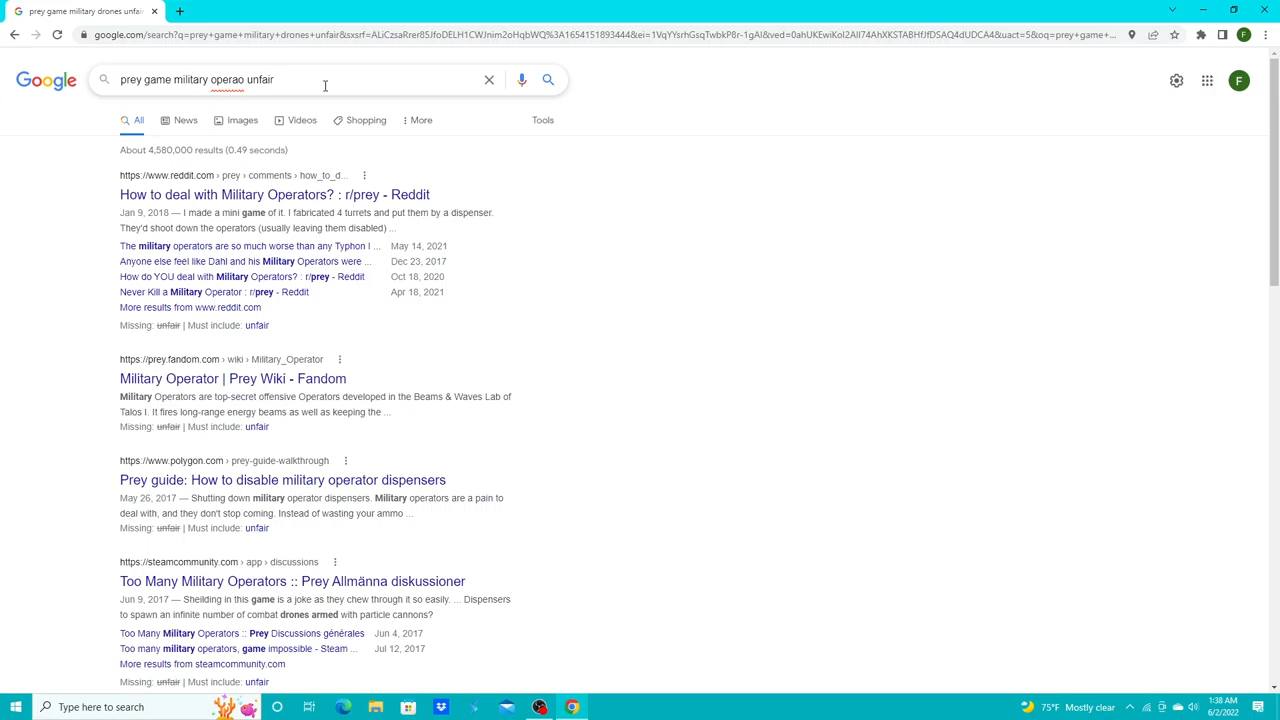 prey game military drones unfair
google.com/search?q=prey+game+military+drones+unfair&sxsrf=ALiCzsaRrer85JfoDELH1CWJnim2oHqbWQ%3A1654151893444&ei=1VqYYsrhGsqTwbkP8r-1gAI&ved=0ahUKEwiKoI2All74AhXKSTABHfJfDSAQ4dUDCA4&uact=5&oq=prey+game+...
F
Google
prey game military operao unfair
F
All
News
Images
Videos
Shopping
More
Tools
About 4,580,000 results (0.49 seconds)
https://www.reddit.com › prey › comments › how_to_d...
How to deal with Military Operators? : r/prey - Reddit
Jan 9, 2018 — I made a mini game of it. I fabricated 4 turrets and put them by a dispenser.
They'd shoot down the operators (usually leaving them disabled) ...
The military operators are so much worse than any Typhon I ... May 14, 2021
Anyone else feel like Dahl and his Military Operators were ... Dec 23, 2017
How do YOU deal with Military Operators? : r/prey - Reddit Oct 18, 2020
Never Kill a Military Operator : r/prey - Reddit Apr 18, 2021
More results from www.reddit.com
Missing: unfair | Must include: unfair
https://prey.fandom.com › wiki › Military_Operator
Military Operator | Prey Wiki - Fandom
Military Operators are top-secret offensive Operators developed in the Beams & Waves Lab of
Talos I. It fires long-range energy beams as well as keeping the ...
Missing: unfair | Must include: unfair
https://www.polygon.com › prey-guide-walkthrough
Prey guide: How to disable military operator dispensers
May 26, 2017 — Shutting down military operator dispensers. Military operators are a pain to
deal with, and they don't stop coming. Instead of wasting your ammo ...
Missing: unfair | Must include: unfair
https://steamcommunity.com › app › discussions
Too Many Military Operators :: Prey Allmänna diskussioner
Jun 9, 2017 — Sheilding in this game is a joke as they chew through it so easily. ... Dispensers
to spawn an infinite number of combat drones armed with particle cannons?
Too Many Military Operators :: Prey Discussions générales Jun 4, 2017
Too many military operators, game impossible - Steam ... Jul 12, 2017
More results from steamcommunity.com
Missing: unfair | Must include: unfair
Type here to search
75°F Mostly clear
1:38 AM
6/2/2022